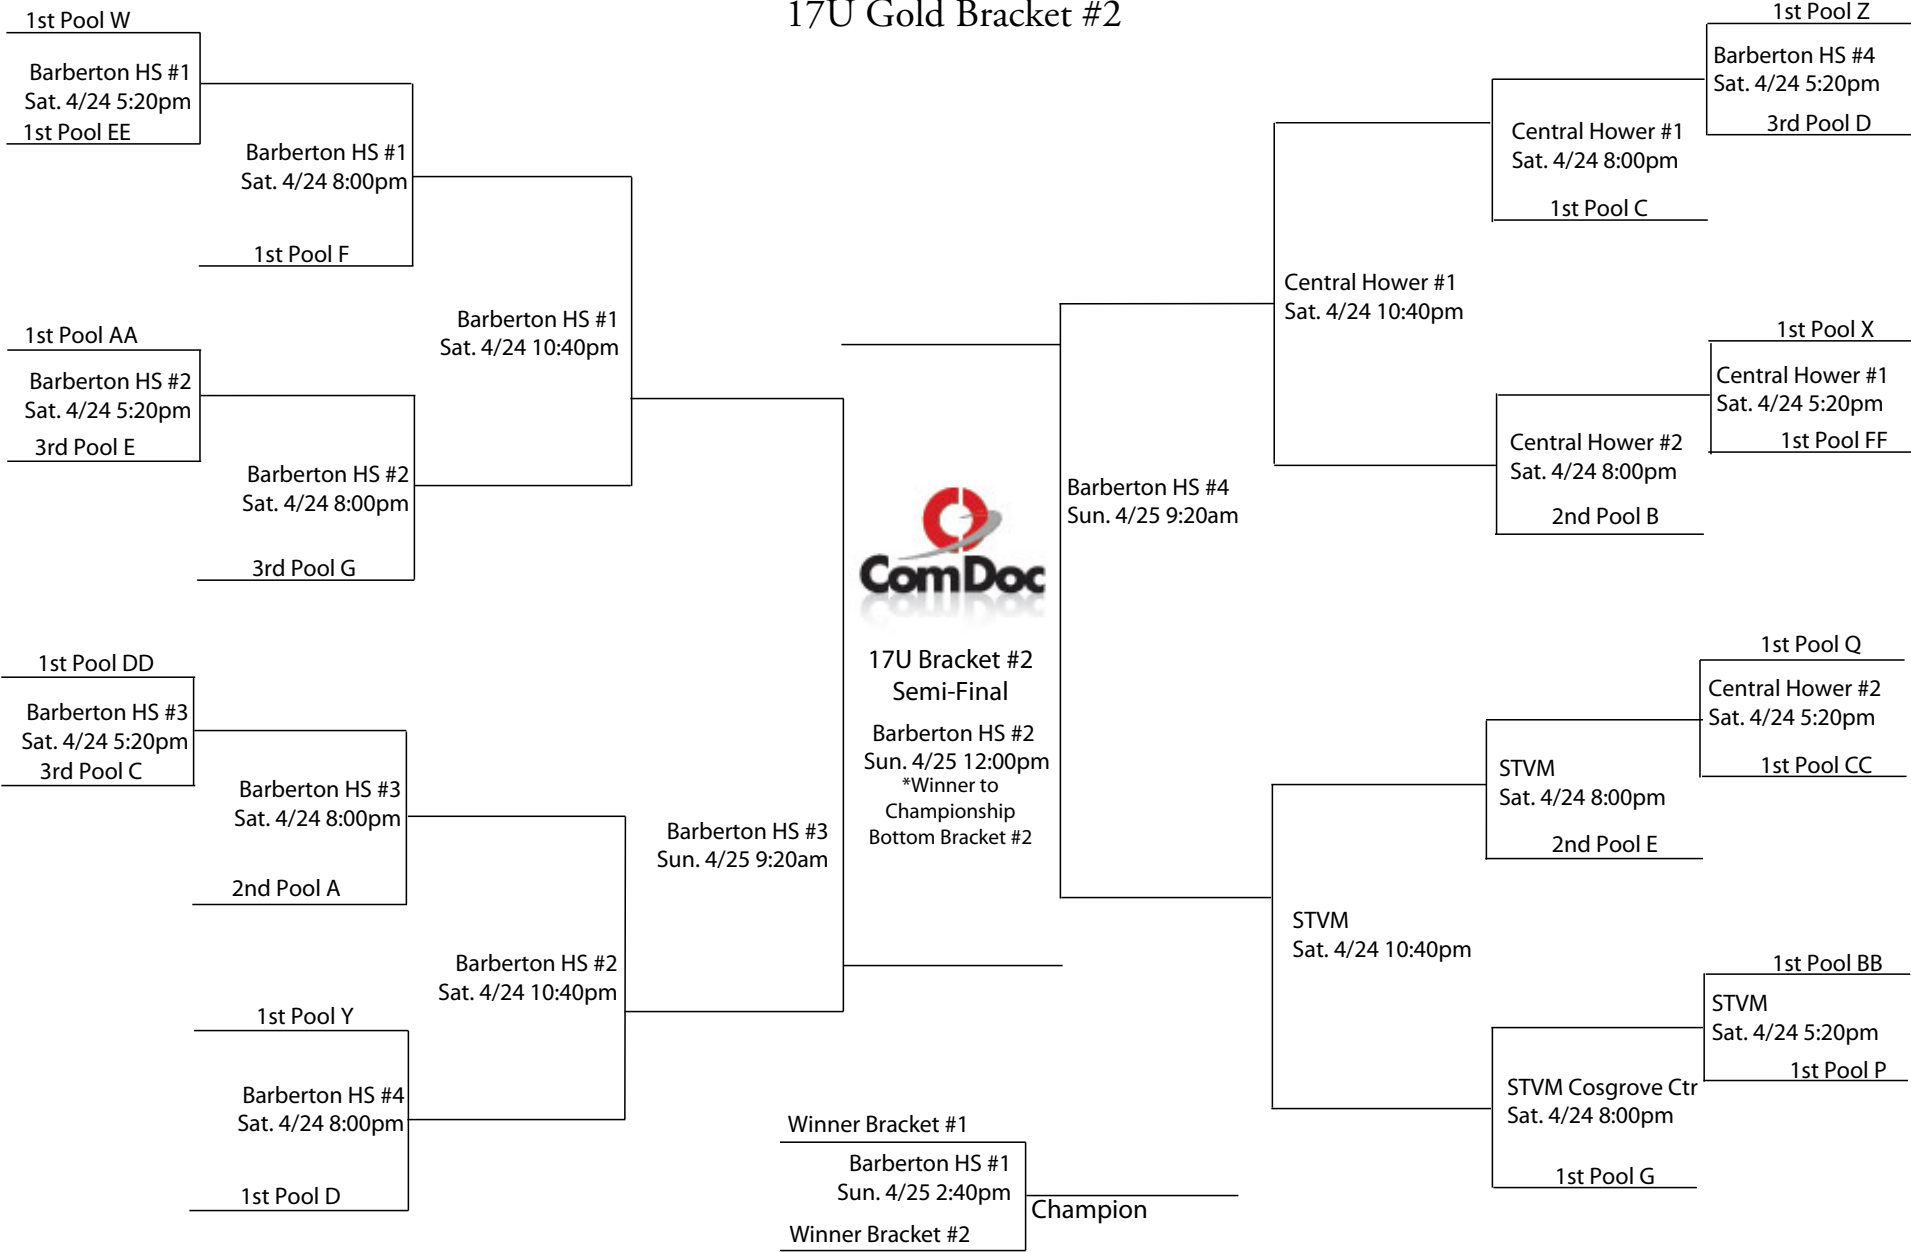 17U Gold Bracket #2
1st Pool W
Barberton HS #1
Sat. 4/24 5:20pm
1st Pool EE
Barberton HS #1
Sat. 4/24 8:00pm
1st Pool F
1st Pool AA
Barberton HS #2
Sat. 4/24 5:20pm
3rd Pool E
Barberton HS #2
Sat. 4/24 8:00pm
3rd Pool G
Barberton HS #1
Sat. 4/24 10:40pm
1st Pool DD
Barberton HS #3
Sat. 4/24 5:20pm
3rd Pool C
Barberton HS #3
Sat. 4/24 8:00pm
2nd Pool A
1st Pool Y
Barberton HS #4
Sat. 4/24 8:00pm
1st Pool D
Barberton HS #2
Sat. 4/24 10:40pm
Barberton HS #3
Sun. 4/25 9:20am
ComDoc
17U Bracket #2
Semi-Final
Barberton HS #2
Sun. 4/25 12:00pm
*Winner to
Championship
Bottom Bracket #2
Winner Bracket #1
Barberton HS #1
Sun. 4/25 2:40pm
Winner Bracket #2
Champion
Barberton HS #4
Sun. 4/25 9:20am
Central Hower #1
Sat. 4/24 10:40pm
STVM
Sat. 4/24 10:40pm
1st Pool Z
Barberton HS #4
Sat. 4/24 5:20pm
3rd Pool D
Central Hower #1
Sat. 4/24 8:00pm
1st Pool C
1st Pool X
Central Hower #1
Sat. 4/24 5:20pm
1st Pool FF
Central Hower #2
Sat. 4/24 8:00pm
2nd Pool B
1st Pool Q
Central Hower #2
Sat. 4/24 5:20pm
1st Pool CC
STVM
Sat. 4/24 8:00pm
2nd Pool E
1st Pool BB
STVM
Sat. 4/24 5:20pm
1st Pool P
STVM Cosgrove Ctr
Sat. 4/24 8:00pm
1st Pool G